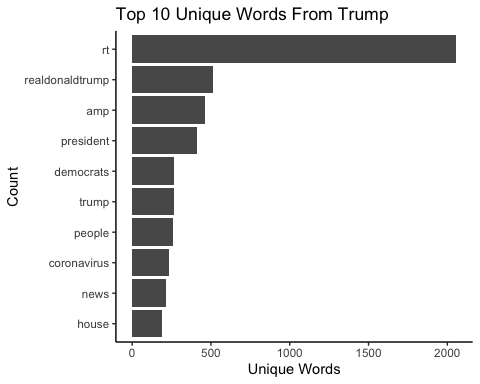 Top 10 Unique Words From Trump
rt
realdonaldtrump
amp
president
democrats
trump
people
coronavirus
news
house
Count
0 500 1000 1500 2000
Unique Words